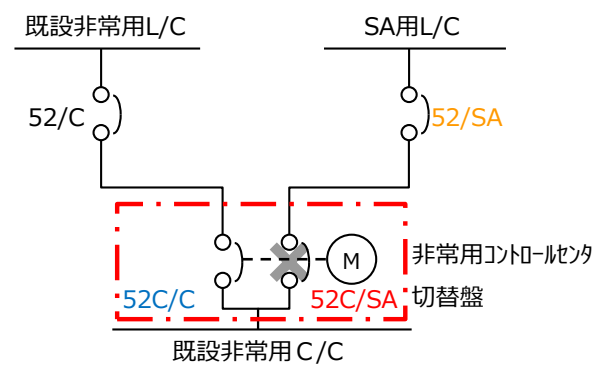 既設非常用L/C
SA用L/C
52/C
52/SA
M
非常用ｺﾝﾄﾛｰﾙｾﾝﾀ
切替盤
52C/C
52C/SA
既設非常用Ｃ/Ｃ